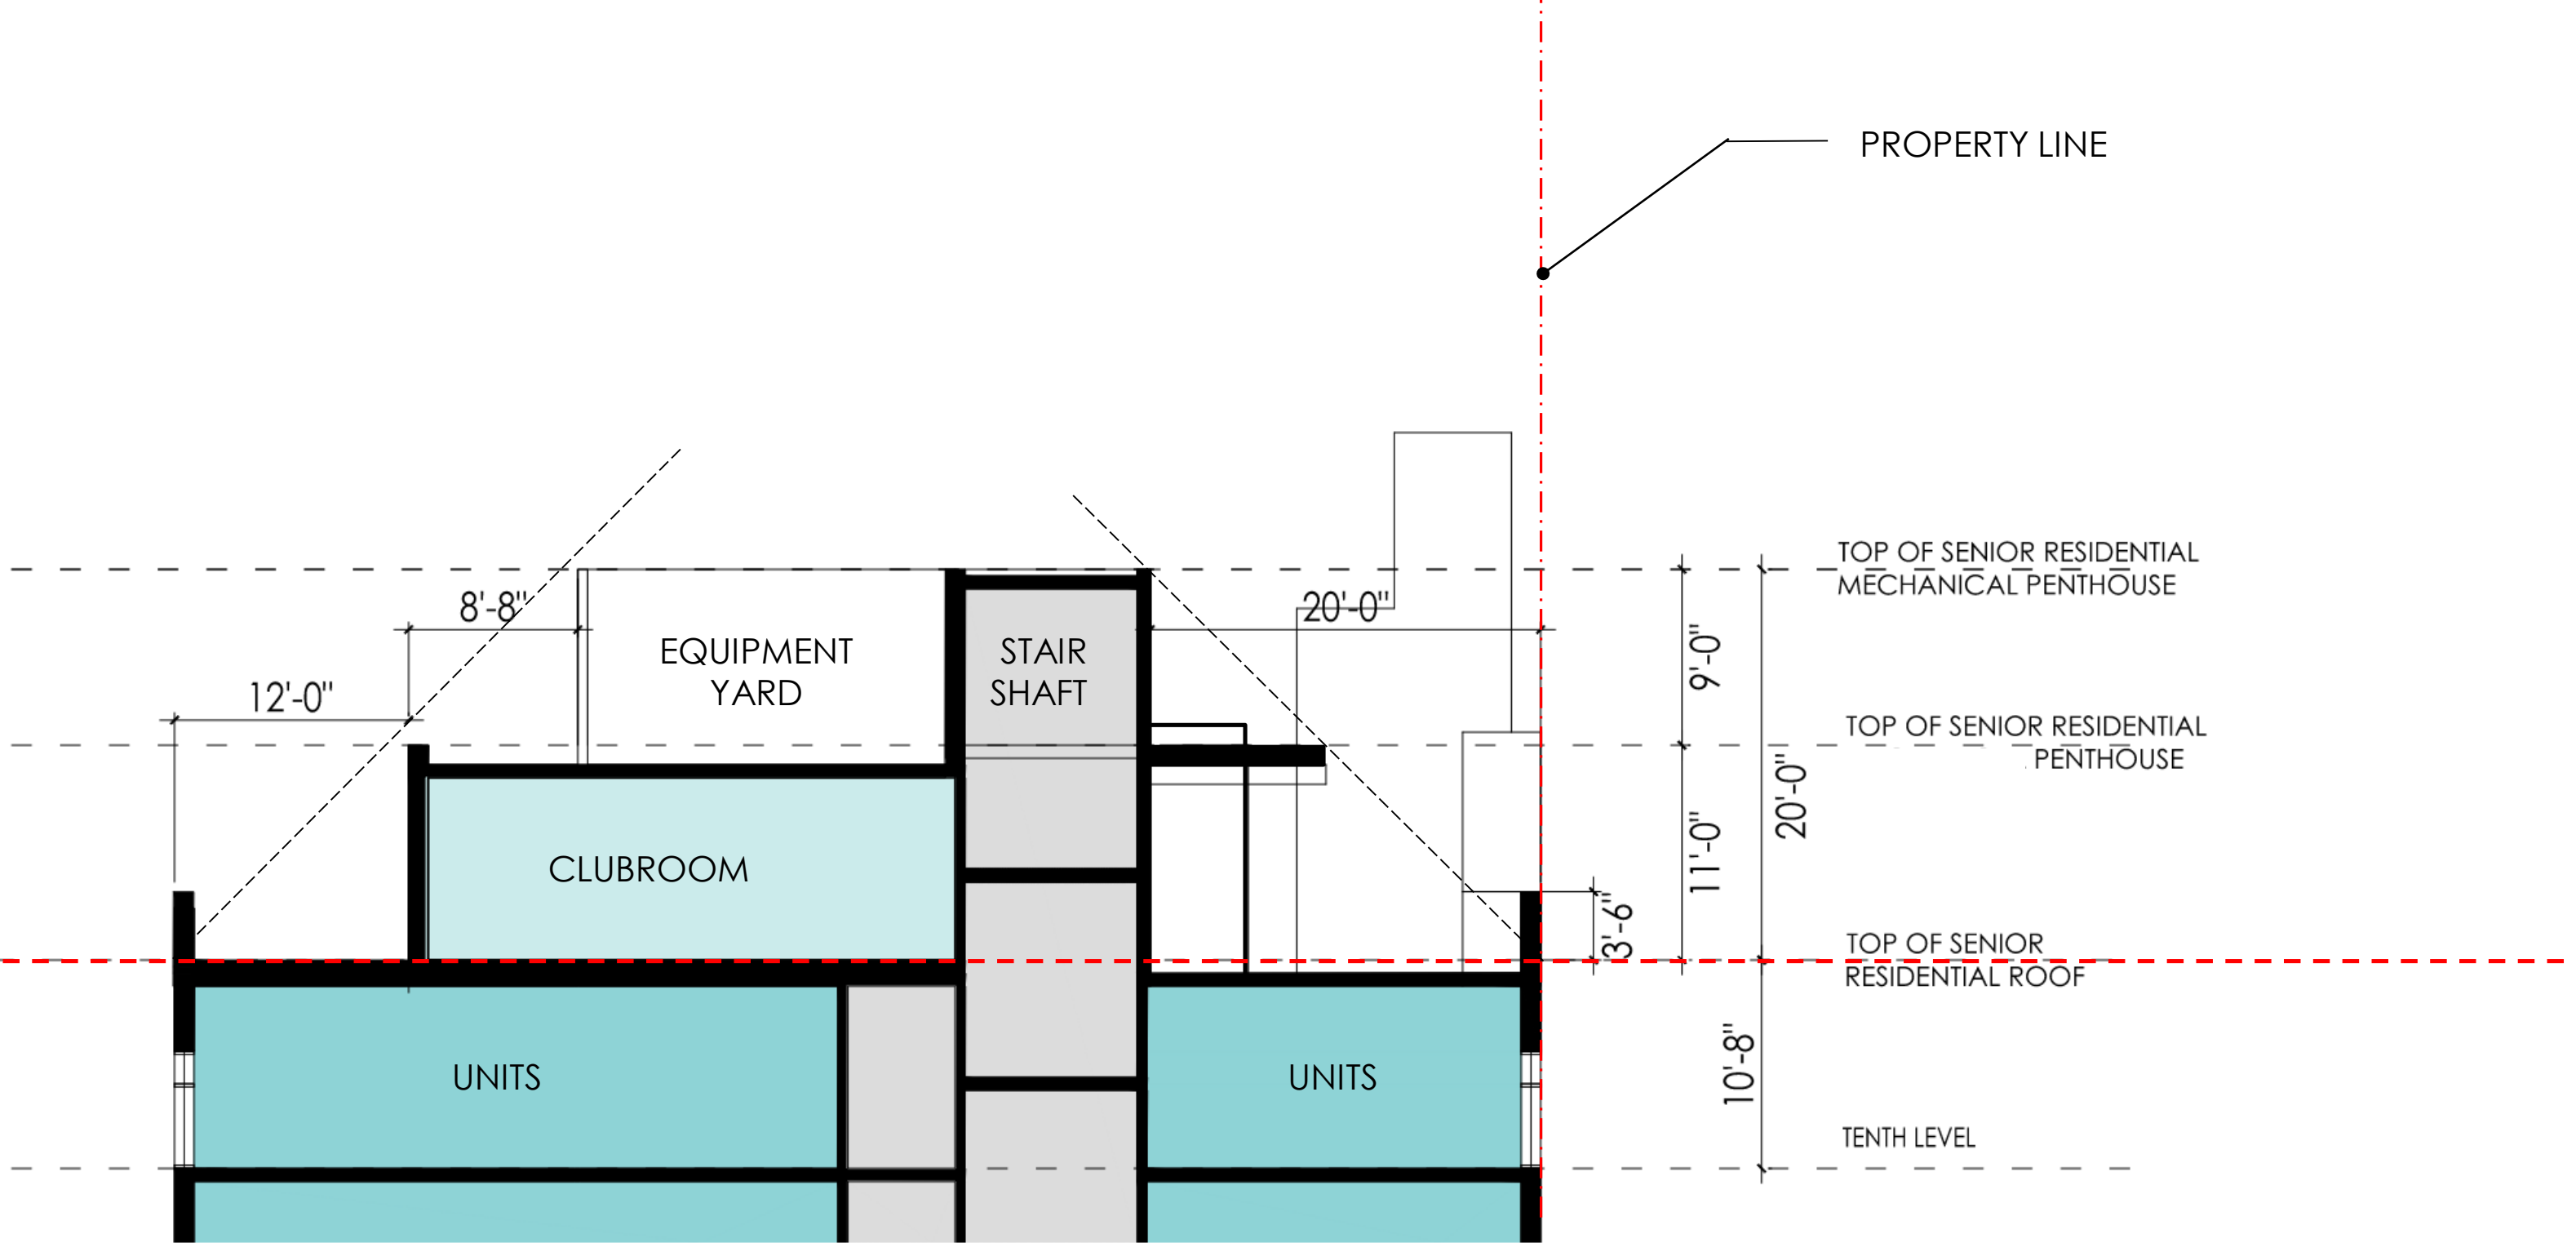 PROPERTY LINE
TOP OF SENIOR RESIDENTIAL
MECHANICAL PENTHOUSE
8'-8"
20'-0"
EQUIPMENT
YARD
STAIR
SHAFT
9'-0"
12'-0"
TOP OF SENIOR RESIDENTIAL
PENTHOUSE
20'-0"
11'-0"
CLUBROOM
3'-6"
TOP OF SENIOR
RESIDENTIAL ROOF
UNITS
UNITS
10'-8"
TENTH LEVEL